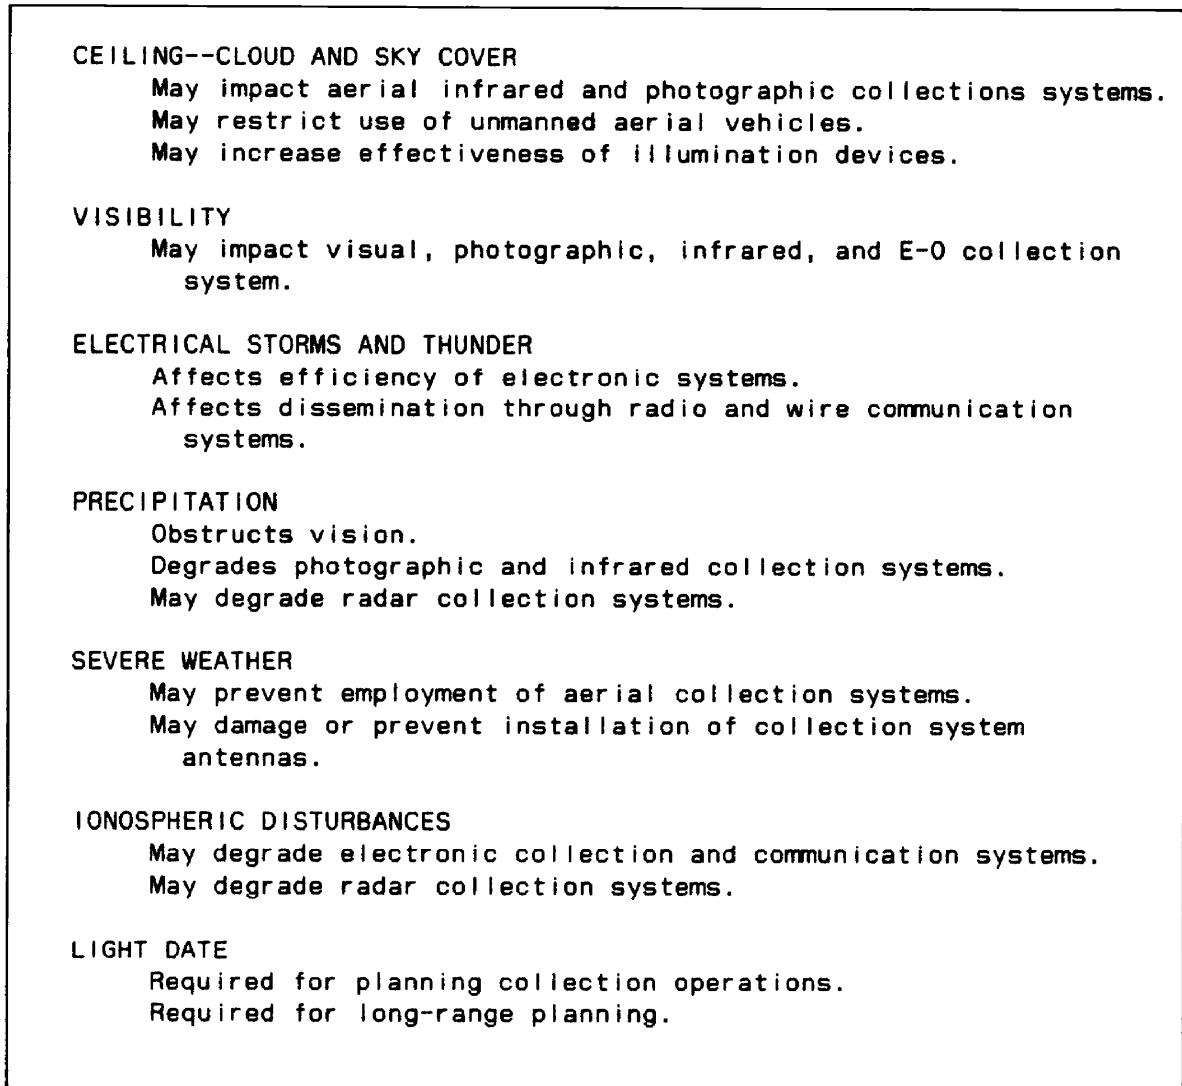 CEILING--CLOUD AND SKY COVER
May impact aerial infrared and photographic collections systems.
May restrict use of unmanned aerial vehicles.
May increase effectiveness of illumination devices.
VISIBILITY
May impact visual, photographic, infrared, and E-O collection
system.
ELECTRICAL STORMS AND THUNDER
Affects efficiency of electronic systems.
Affects dissemination through radio and wire communication
systems.
PRECIPITATION
Obstructs vision.
Degrades photographic and infrared collection systems.
May degrade radar collection systems.
SEVERE WEATHER
May prevent employment of aerial collection systems.
May damage or prevent installation of collection system
antennas.
IONOSPHERIC DISTURBANCES
May degrade electronic collection and communication systems.
May degrade radar collection systems.
LIGHT DATE
Required for planning collection operations.
Required for long-range planning.